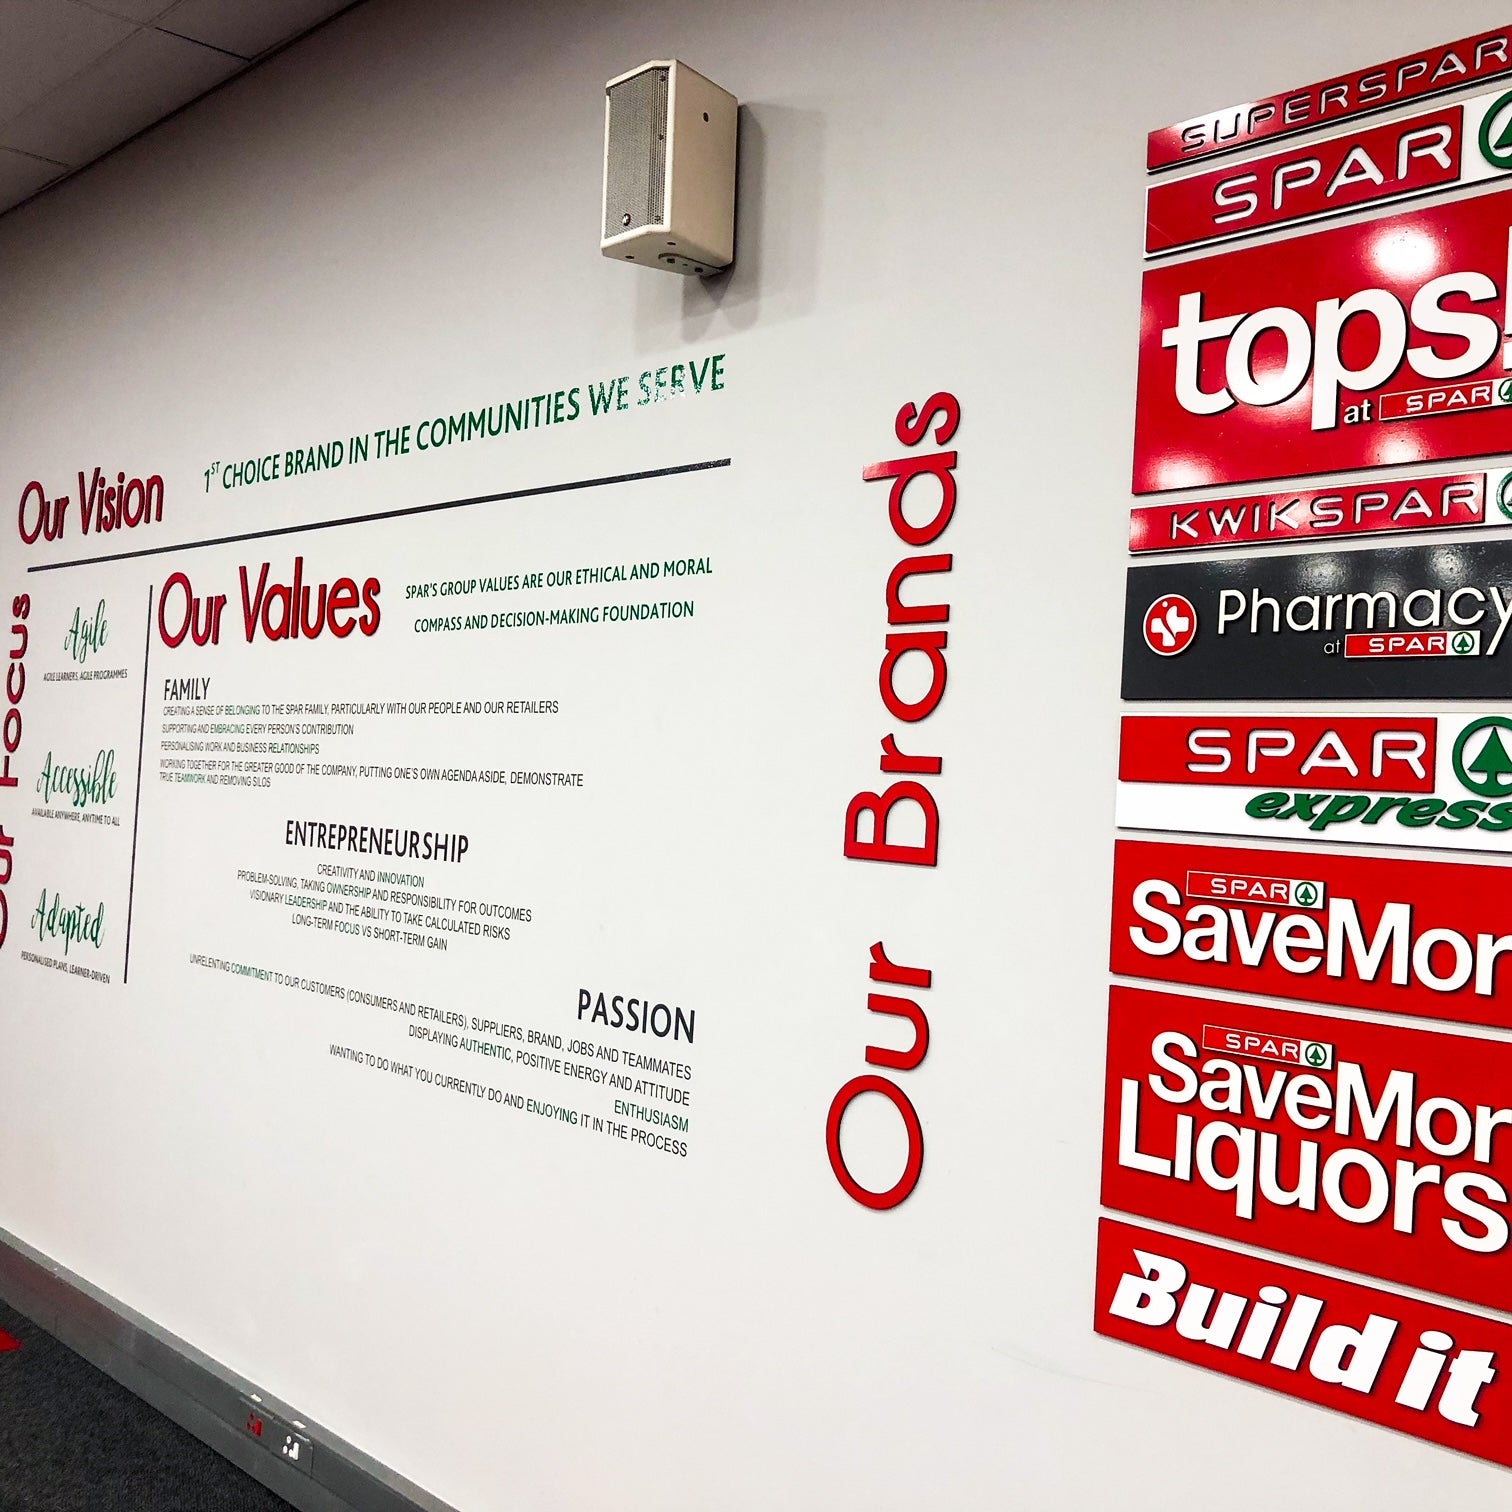 Our Vision
1ST CHOICE BRAND IN THE COMMUNITIES WE SERVE
Our Focus
Agile
AGILE LEARNERS, AGILE PROGRAMMES
Accessible
AVAILABLE ANYWHERE, ANYTIME TO ALL
Adapted
PERSONALISED PLANS, LEARNER-DRIVEN
Our Values
SPAR'S GROUP VALUES ARE OUR ETHICAL AND MORAL
COMPASS AND DECISION-MAKING FOUNDATION
FAMILY
CREATING A SENSE OF BELONGING TO THE SPAR FAMILY, PARTICULARLY WITH OUR PEOPLE AND OUR RETAILERS
SUPPORTING AND EMBRACING EVERY PERSON'S CONTRIBUTION
PERSONALISING WORK AND BUSINESS RELATIONSHIPS
WORKING TOGETHER FOR THE GREATER GOOD OF THE COMPANY, PUTTING ONE'S OWN AGENDA ASIDE, DEMONSTRATE
TRUE TEAMWORK AND REMOVING SILOS
ENTREPRENEURSHIP
CREATIVITY AND INNOVATION
PROBLEM-SOLVING, TAKING OWNERSHIP AND RESPONSIBILITY FOR OUTCOMES
VISIONARY LEADERSHIP AND THE ABILITY TO TAKE CALCULATED RISKS
LONG-TERM FOCUS VS SHORT-TERM GAIN
PASSION
UNRELENTING COMMITMENT TO OUR CUSTOMERS (CONSUMERS AND RETAILERS), SUPPLIERS, BRAND, JOBS AND TEAMMATES
DISPLAYING AUTHENTIC, POSITIVE ENERGY AND ATTITUDE
ENTHUSIASM
WANTING TO DO WHAT YOU CURRENTLY DO AND ENJOYING IT IN THE PROCESS
Our Brands
SUPERSPAR
SPAR
tops!
at SPAR
KWIKSPAR
Pharmacy
at SPAR
SPAR
express
SPAR
SaveMor
SPAR
SaveMor
Liquors
Build it